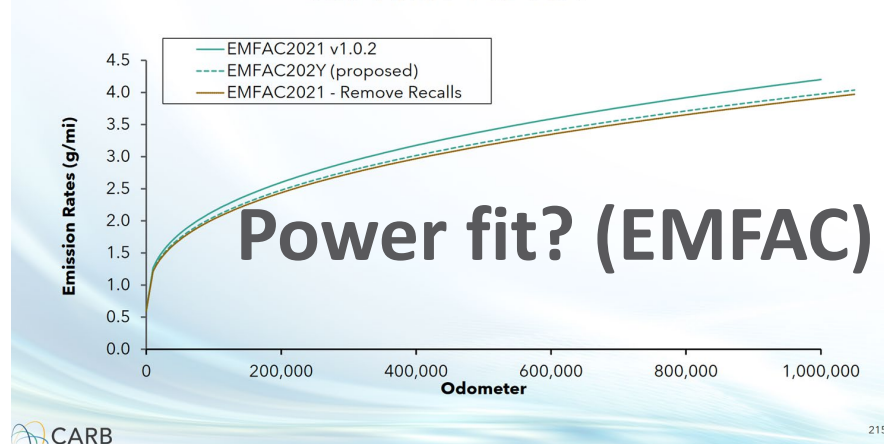 EMFAC2021 v1.0.2
EMFAC202Y (proposed)
EMFAC2021 - Remove Recalls
4.5
4.0
3.5
3.0
2.5
2.0
1.5
1.0
0.5
0.0
Emission Rates (g/mi)
Power fit? (EMFAC)
0
200,000
400,000
600,000
800,000
1,000,000
Odometer
CARB
215